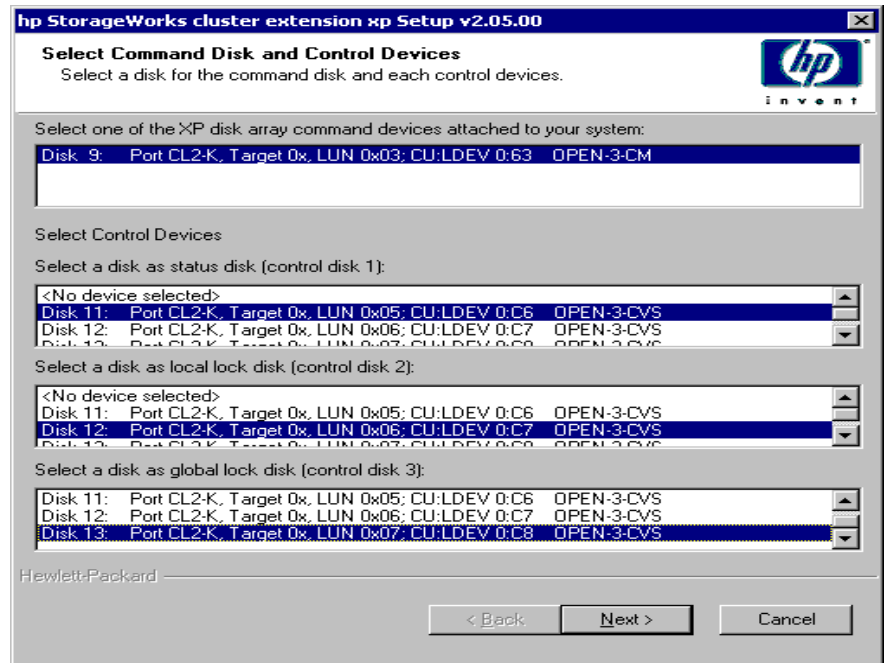 hp StorageWorks cluster extension xp Setup v2.05.00
Select Command Disk and Control Devices
Select a disk for the command disk and each control devices.
hp
invent
Select one of the XP disk array command devices attached to your system:
Disk 9: Port CL2-K, Target 0x, LUN 0x03; CU:LDEV 0:63 OPEN-3-CM
Select Control Devices
Select a disk as status disk (control disk 1):
<No device selected>
Disk 11: Port CL2-K, Target 0x, LUN 0x05; CU:LDEV 0:C6 OPEN-3-CVS
Disk 12: Port CL2-K, Target 0x, LUN 0x06; CU:LDEV 0:C7 OPEN-3-CVS
Select a disk as local lock disk (control disk 2):
<No device selected>
Disk 11: Port CL2-K, Target 0x, LUN 0x05; CU:LDEV 0:C6 OPEN-3-CVS
Disk 12: Port CL2-K, Target 0x, LUN 0x06; CU:LDEV 0:C7 OPEN-3-CVS
Select a disk as global lock disk (control disk 3):
Disk 11: Port CL2-K, Target 0x, LUN 0x05; CU:LDEV 0:C6 OPEN-3-CVS
Disk 12: Port CL2-K, Target 0x, LUN 0x06; CU:LDEV 0:C7 OPEN-3-CVS
Disk 13: Port CL2-K, Target 0x, LUN 0x07; CU:LDEV 0:C8 OPEN-3-CVS
Hewlett-Packard
< Back
Next >
Cancel